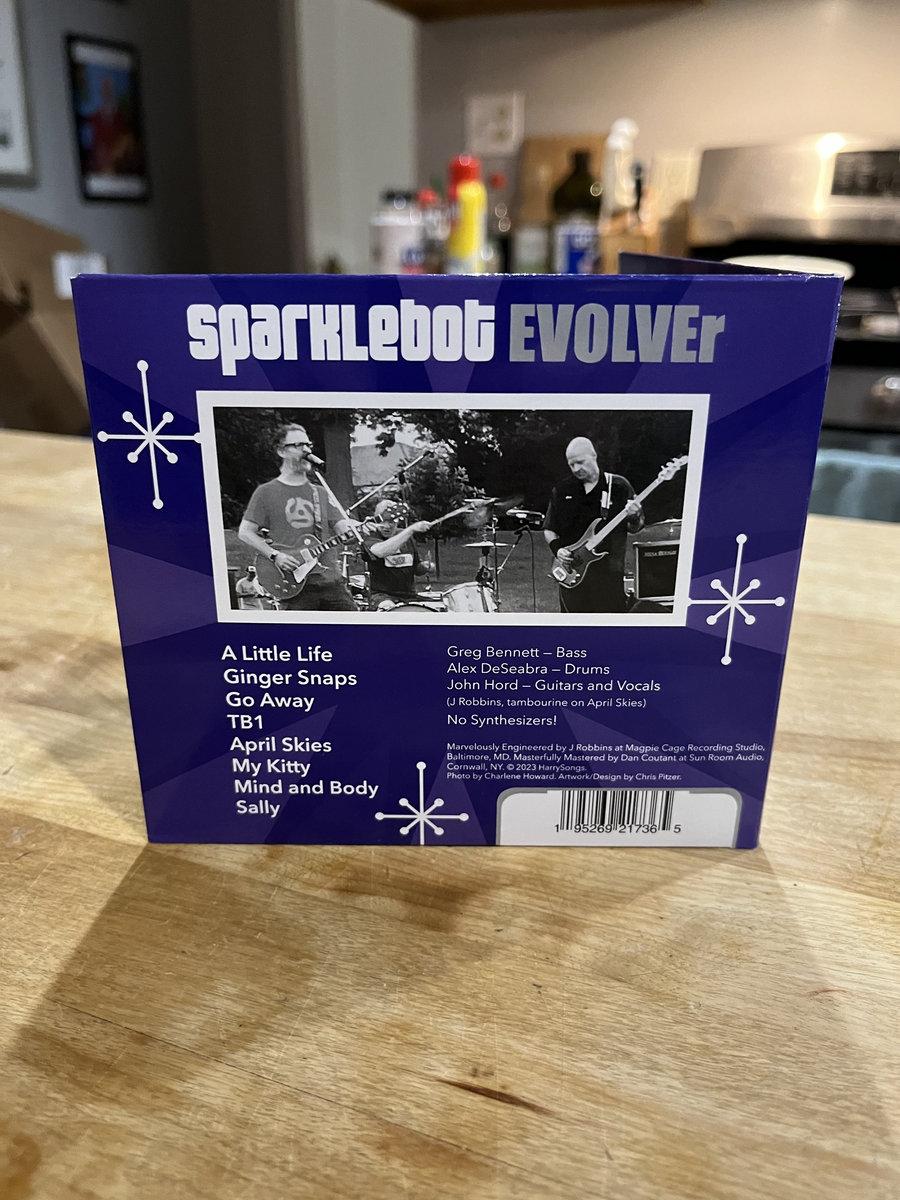 sparkLebot EVOLVEr
A Little Life
Ginger Snaps
Go Away
TB1
April Skies
My Kitty
Mind and Body
Sally
Greg Bennett – Bass
Alex DeSeabra – Drums
John Hord – Guitars and Vocals
(J Robbins, tambourine on April Skies)
No Synthesizers!
Marvelously Engineered by J Robbins at Magpie Cage Recording Studio,
Baltimore, MD. Masterfully Mastered by Dan Coutant at Sun Room Audio,
Cornwall, NY. © 2023 HarrySongs.
Photo by Charlene Howard. Artwork/Design by Chris Pitzer.
1 95269 21736 5